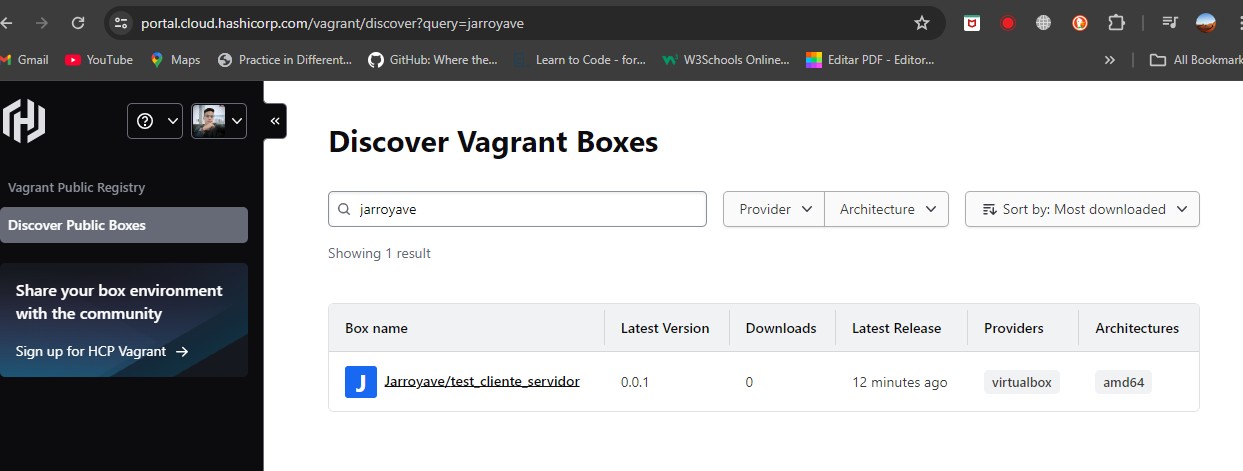 portal.cloud.hashicorp.com/vagrant/discover?query=jarroyave
Gmail YouTube Maps Practice in Different... GitHub: Where the... Learn to Code - for... W3Schools Online... Editar PDF - Editor... » All Bookmark
Vagrant Public Registry
Discover Public Boxes
Share your box environment
with the community
Sign up for HCP Vagrant →
Discover Vagrant Boxes
jarroyave Provider Architecture Sort by: Most downloaded
Showing 1 result
Box name Latest Version Downloads Latest Release Providers Architectures
J Jarroyave/test_cliente_servidor 0.0.1 0 12 minutes ago virtualbox amd64